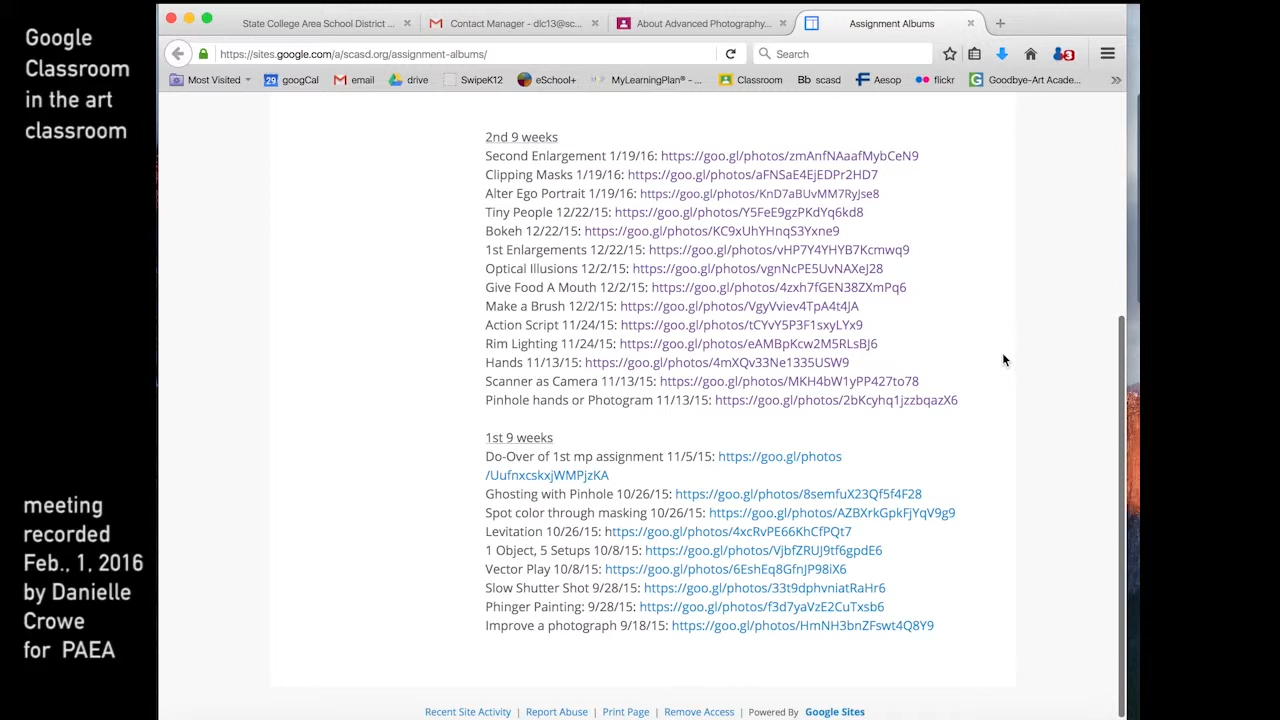 Google
Classroom
in the art
classroom
meeting
recorded
Feb., 1, 2016
by Danielle
Crowe
for PAEA
State College Area School District ...
Contact Manager - dlc13@sc...
About Advanced Photography...
Assignment Albums
https://sites.google.com/a/scasd.org/assignment-albums/
Search
3
Most Visited
29 googCal
email
drive
SwipeK12
eSchool+
MyLearningPlan® - ...
Classroom
Bb scasd
Aesop
flickr
Goodbye-Art Acade...
2nd 9 weeks
Second Enlargement 1/19/16: https://goo.gl/photos/zmAnfNAaafMybCeN9
Clipping Masks 1/19/16: https://goo.gl/photos/aFNSaE4EjEDPr2HD7
Alter Ego Portrait 1/19/16: https://goo.gl/photos/KnD7aBUvMM7RyJse8
Tiny People 12/22/15: https://goo.gl/photos/Y5FeE9gzPKdYq6kd8
Bokeh 12/22/15: https://goo.gl/photos/KC9xUhYHnqS3Yxne9
1st Enlargements 12/22/15: https://goo.gl/photos/vHP7Y4YHYB7Kcmwq9
Optical Illusions 12/2/15: https://goo.gl/photos/vgnNcPE5UvNAXeJ28
Give Food A Mouth 12/2/15: https://goo.gl/photos/4zxh7fGEN38ZXmPq6
Make a Brush 12/2/15: https://goo.gl/photos/VgyVviev4TpA4t4JA
Action Script 11/24/15: https://goo.gl/photos/tCYvY5P3F1sxyLYx9
Rim Lighting 11/24/15: https://goo.gl/photos/eAMBpKcw2M5RLsBJ6
Hands 11/13/15: https://goo.gl/photos/4mXQv33Ne1335USW9
Scanner as Camera 11/13/15: https://goo.gl/photos/MKH4bW1yPP427to78
Pinhole hands or Photogram 11/13/15: https://goo.gl/photos/2bKcyhq1jzzbqazX6
1st 9 weeks
Do-Over of 1st mp assignment 11/5/15: https://goo.gl/photos
/UufnxcskxjWMPjzKA
Ghosting with Pinhole 10/26/15: https://goo.gl/photos/8semfuX23Qf5f4F28
Spot color through masking 10/26/15: https://goo.gl/photos/AZBXrkGpkFjYqV9g9
Levitation 10/26/15: https://goo.gl/photos/4xcRvPE66KhCfPQt7
1 Object, 5 Setups 10/8/15: https://goo.gl/photos/VjbfZRUJ9tf6gpdE6
Vector Play 10/8/15: https://goo.gl/photos/6EshEq8GfnJP98iX6
Slow Shutter Shot 9/28/15: https://goo.gl/photos/33t9dphvniatRaHr6
Phinger Painting: 9/28/15: https://goo.gl/photos/f3d7yaVzE2CuTxsb6
Improve a photograph 9/18/15: https://goo.gl/photos/HmNH3bnZFswt4Q8Y9
Recent Site Activity | Report Abuse | Print Page | Remove Access | Powered By Google Sites